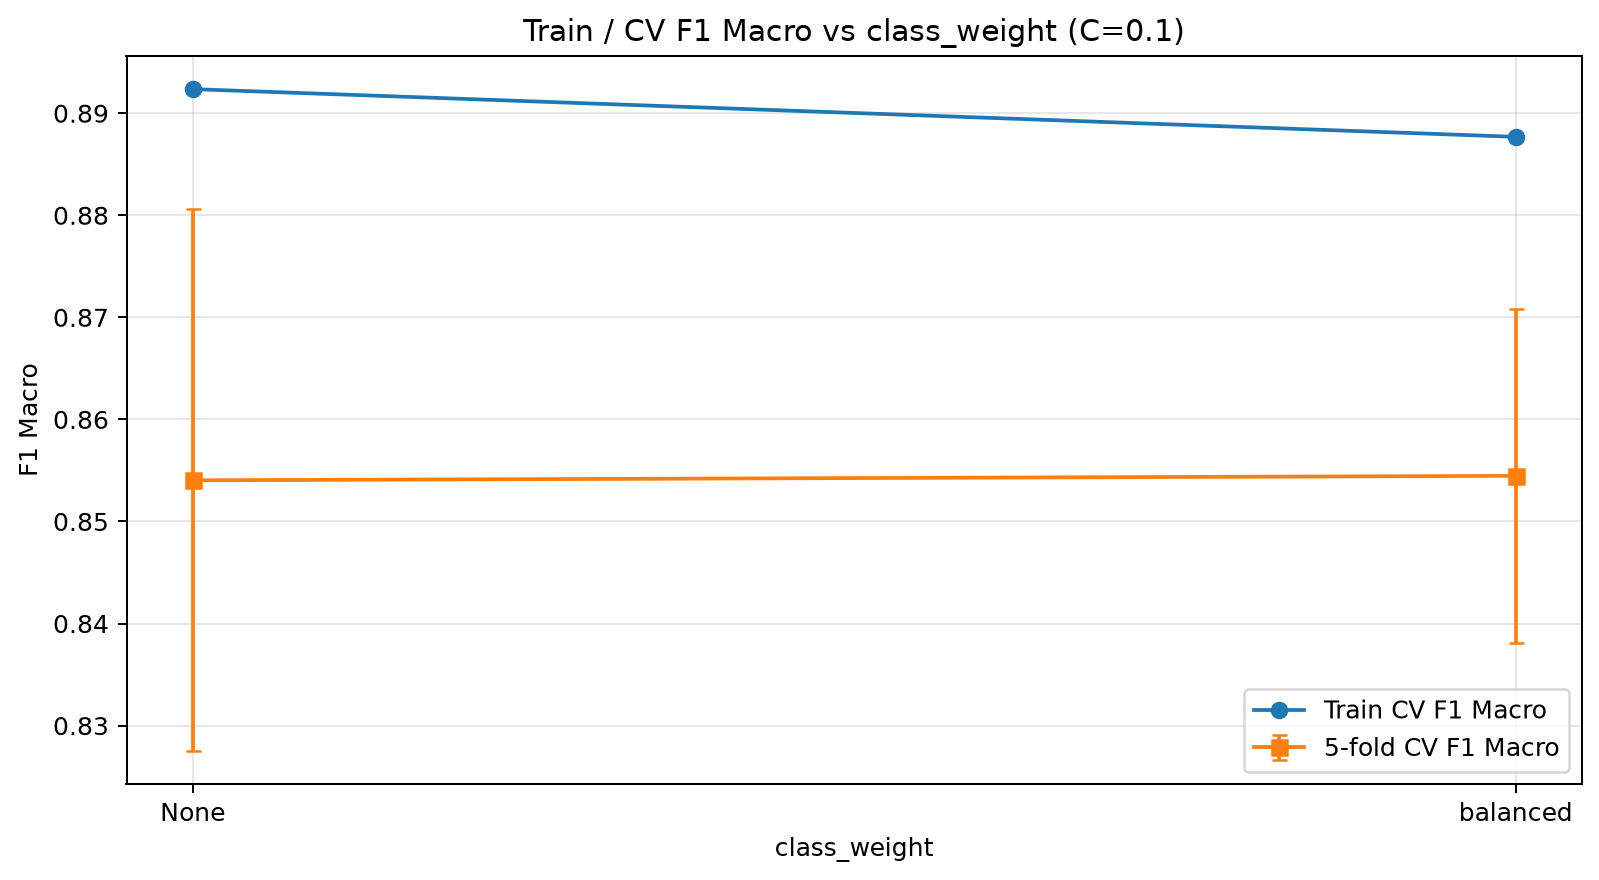 Train / CV F1 Macro vs class_weight (C=0.1)
F1 Macro
0.89
0.88
0.87
0.86
0.85
0.84
0.83
Train CV F1 Macro
5-fold CV F1 Macro
None
balanced
class_weight